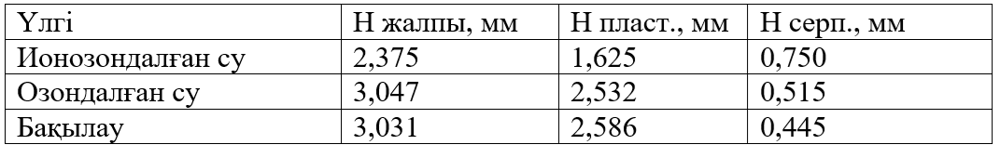 Үлгі Н жалпы, мм Н пласт., мм Н серп., мм
Ионозондалған су 2,375 1,625 0,750
Озондалған су 3,047 2,532 0,515
Бақылау 3,031 2,586 0,445